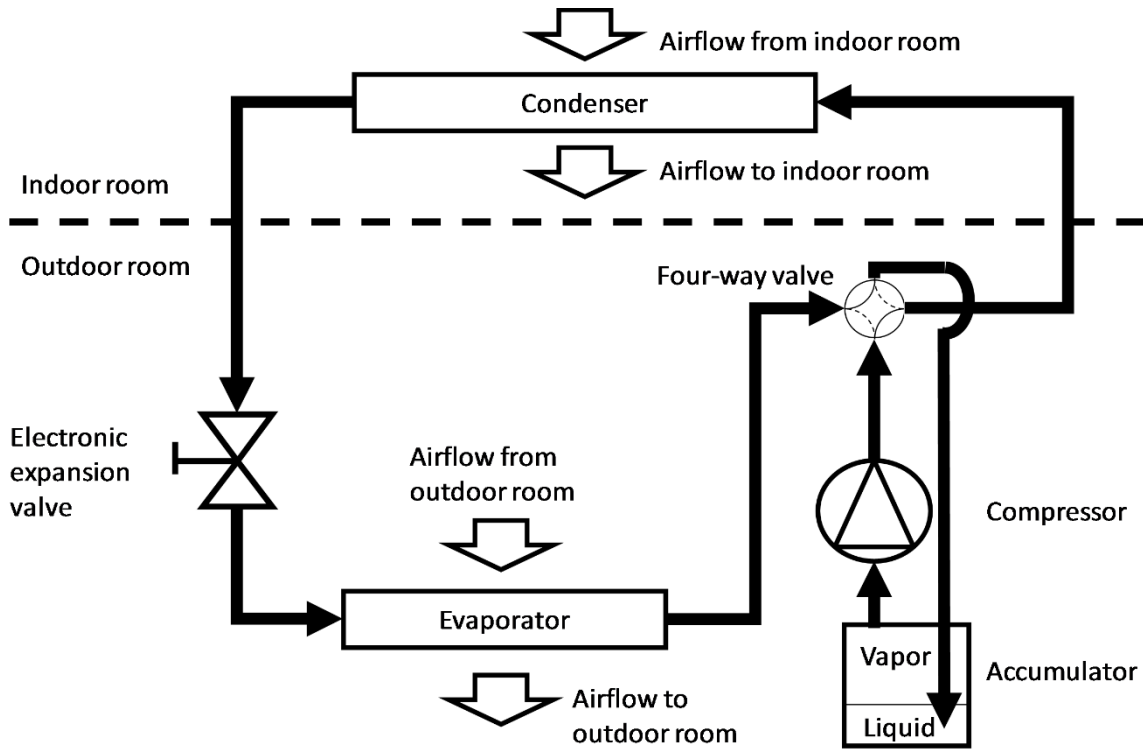 Airflow from indoor room
Condenser
Airflow to indoor room
Indoor room
Outdoor room
Four-way valve
Electronic
expansion
valve
Airflow from
outdoor room
Compressor
Evaporator
Vapor
Accumulator
Liquid
Airflow to
outdoor room